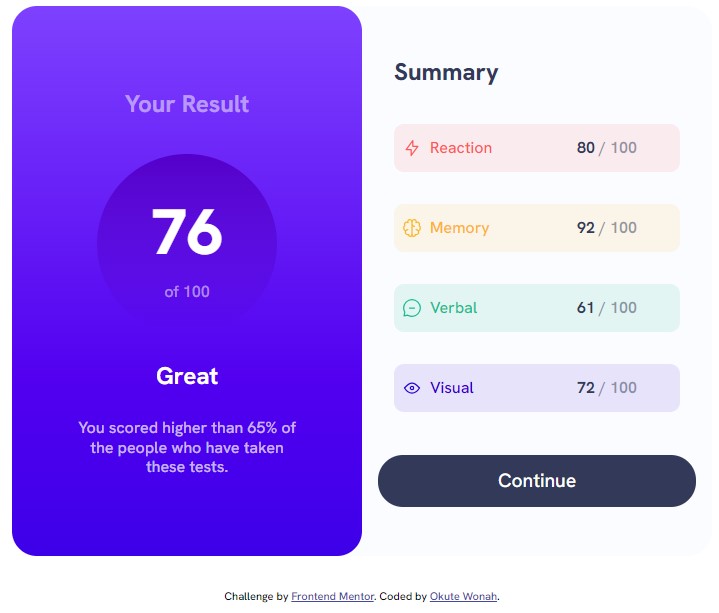 Your Result
76
of 100
Great
You scored higher than 65% of
the people who have taken
these tests.
Summary
Reaction 80 / 100
Memory 92 / 100
Verbal 61 / 100
Visual 72 / 100
Continue
Challenge by Frontend Mentor. Coded by Okute Wonah.